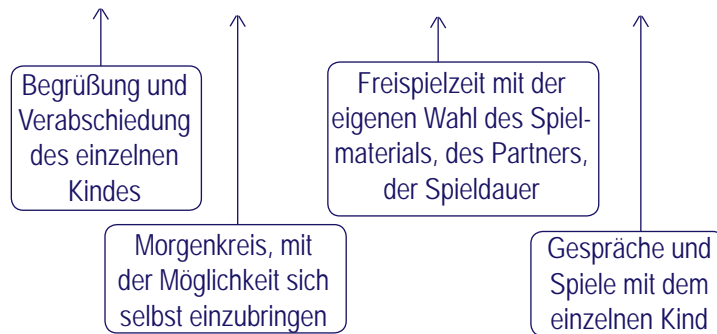 Begrüßung und
Verabschiedung
des einzelnen
Kindes
Freispielzeit mit der
eigenen Wahl des Spiel-
materials, des Partners,
der Spieldauer
Morgenkreis, mit
der Möglichkeit sich
selbst einzubringen
Gespräche und
Spiele mit dem
einzelnen Kind